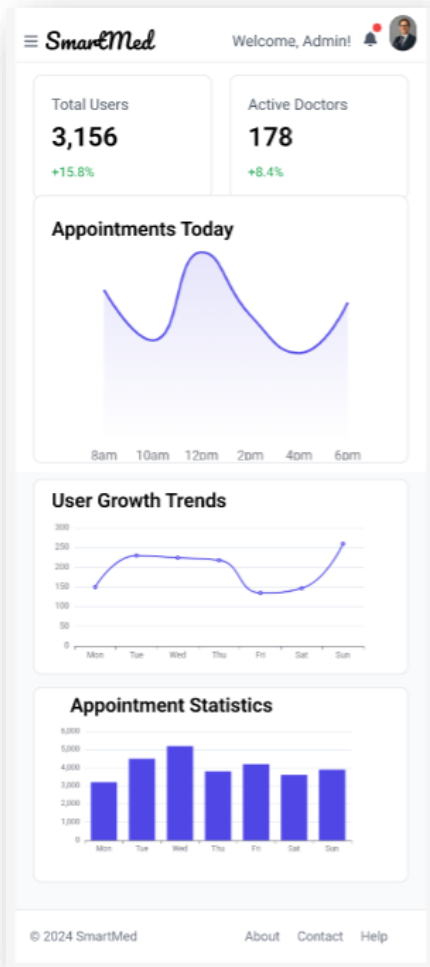 SmartMed Welcome, Admin!
Total Users
3,156
+15.8%
Active Doctors
178
+8.4%
Appointments Today
8am 10am 12pm 2pm 4pm 6pm
User Growth Trends
300
250
200
150
100
50
0
Mon Tue Wed Thu Fri Sat Sun
Appointment Statistics
6,000
5,000
4,000
3,000
2,000
1,000
0
Mon Tue Wed Thu Fri Sat Sun
© 2024 SmartMed About Contact Help